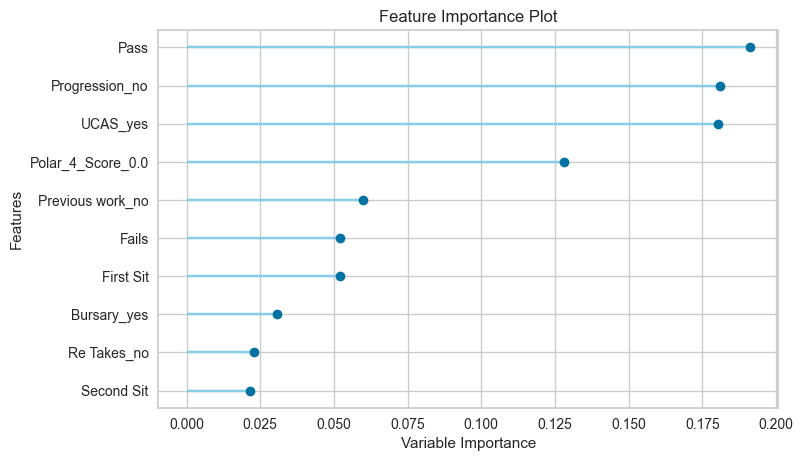 Feature Importance Plot
Pass
Progression_no
UCAS_yes
Polar_4_Score_0.0
Previous work_no
Fails
First Sit
Bursary_yes
Re Takes_no
Second Sit
Features
0.000 0.025 0.050 0.075 0.100 0.125 0.150 0.175 0.200
Variable Importance